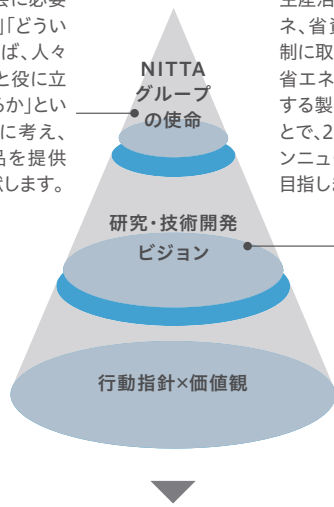 会に必要
」「どうい
ば、人々
と役に立
るか」とい
に考え、
品を提供
献します。
NITTA
グループ
の使命
生産活
ネ、省資
制に取
省エネ
する製
とで、2
ンニュ
目指し
研究・技術開発
ビジョン
行動指針×価値観